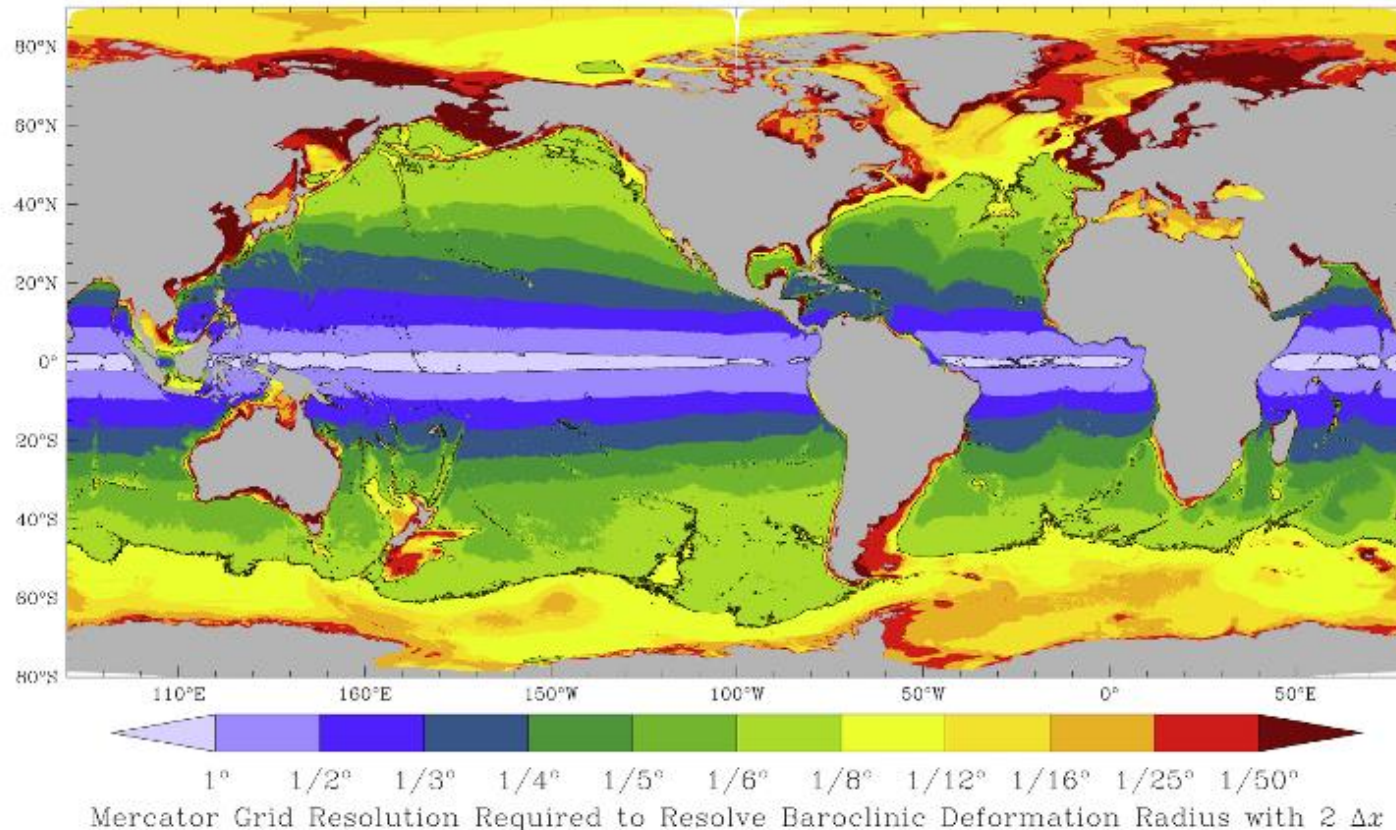 80°N
60°N
40°N
20°N
0°
20°S
40°S
60°S
80°S
110°E 160°E 150°W 100°W 50°W 0° 50°E
1° 1/2° 1/3° 1/4° 1/5° 1/6° 1/8° 1/12° 1/16° 1/25° 1/50°
Mercator Grid Resolution Required to Resolve Baroclinic Deformation Radius with 2 Δx